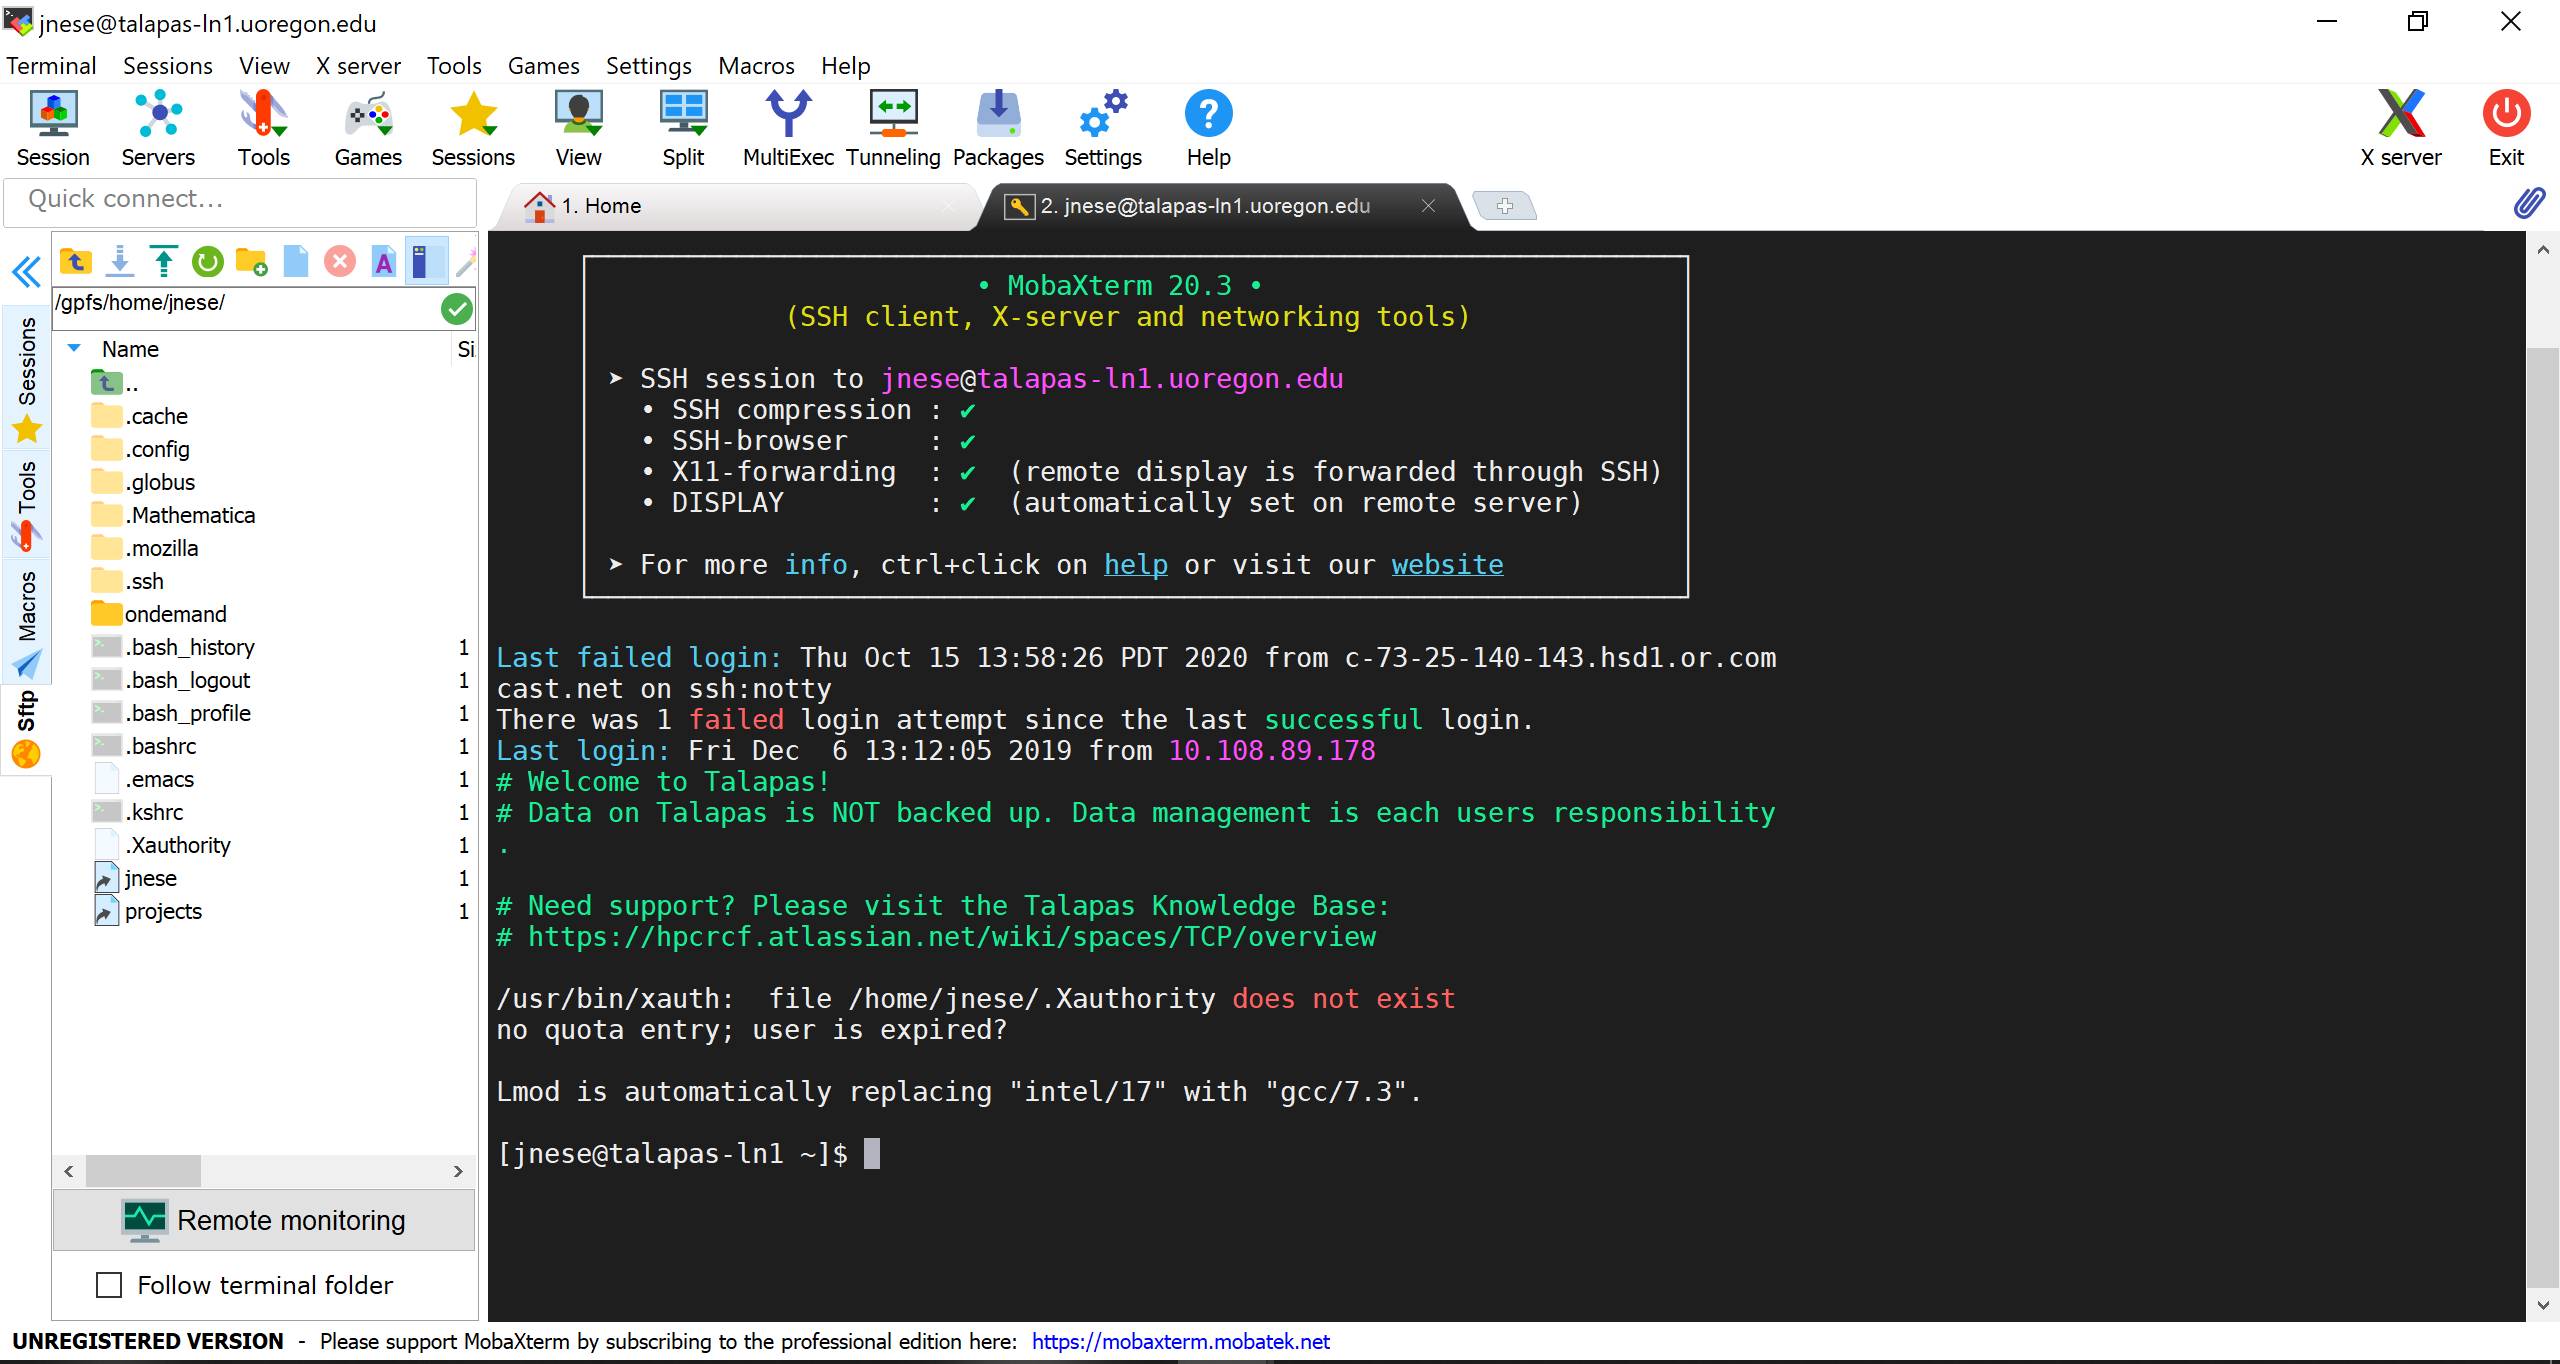 jnese@talapas-ln1.uoregon.edu
Terminal Sessions View X server Tools Games Settings Macros Help
Session Servers Tools Games Sessions View Split MultiExec Tunneling Packages Settings Help X server Exit
Quick connect...
1. Home
2. jnese@talapas-ln1.uoregon.edu
Sessions
Tools
Macros
Sftp
/gpfs/home/jnese/
Name Si
..
.cache
.config
.globus
.Mathematica
.mozilla
.ssh
ondemand
.bash_history 1
.bash_logout 1
.bash_profile 1
.bashrc 1
.emacs 1
.kshrc 1
.Xauthority 1
jnese 1
projects 1
Remote monitoring
Follow terminal folder
• MobaXterm 20.3 •
(SSH client, X-server and networking tools)
➤ SSH session to jnese@talapas-ln1.uoregon.edu
• SSH compression : ✔
• SSH-browser : ✔
• X11-forwarding : ✔ (remote display is forwarded through SSH)
• DISPLAY : ✔ (automatically set on remote server)
➤ For more info, ctrl+click on help or visit our website
Last failed login: Thu Oct 15 13:58:26 PDT 2020 from c-73-25-140-143.hsd1.or.com
cast.net on ssh:notty
There was 1 failed login attempt since the last successful login.
Last login: Fri Dec  6 13:12:05 2019 from 10.108.89.178
# Welcome to Talapas!
# Data on Talapas is NOT backed up. Data management is each users responsibility
.
# Need support? Please visit the Talapas Knowledge Base:
# https://hpcrcf.atlassian.net/wiki/spaces/TCP/overview
/usr/bin/xauth:  file /home/jnese/.Xauthority does not exist
no quota entry; user is expired?
Lmod is automatically replacing "intel/17" with "gcc/7.3".
[jnese@talapas-ln1 ~]$
UNREGISTERED VERSION - Please support MobaXterm by subscribing to the professional edition here: https://mobaxterm.mobatek.net